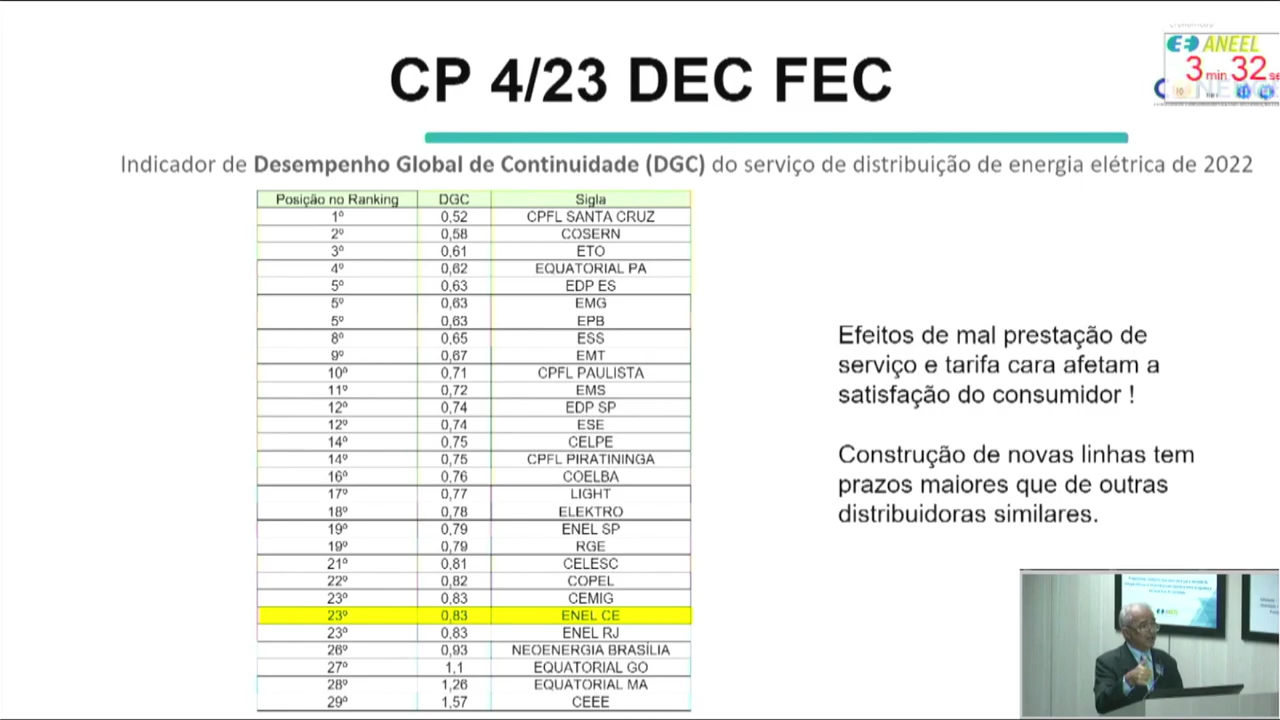 CP 4/23 DEC FEC
ANEEL
3 min 32 se
Indicador de Desempenho Global de Continuidade (DGC) do serviço de distribuição de energia elétrica de 2022
Posição no Ranking DGC Sigla
1º 0,52 CPFL SANTA CRUZ
2º 0,58 COSERN
3º 0,61 ETO
4º 0,62 EQUATORIAL PA
5º 0,63 EDP ES
5º 0,63 EMG
5º 0,63 EPB
8º 0,65 ESS
9º 0,67 EMT
10º 0,71 CPFL PAULISTA
11º 0,72 EMS
12º 0,74 EDP SP
12º 0,74 ESE
14º 0,75 CELPE
14º 0,75 CPFL PIRATININGA
16º 0,76 COELBA
17º 0,77 LIGHT
18º 0,78 ELEKTRO
19º 0,79 ENEL SP
19º 0,79 RGE
21º 0,81 CELESC
22º 0,82 COPEL
23º 0,83 CEMIG
23º 0,83 ENEL CE
23º 0,83 ENEL RJ
26º 0,93 NEOENERGIA BRASÍLIA
27º 1,1 EQUATORIAL GO
28º 1,26 EQUATORIAL MA
29º 1,57 CEEE
Efeitos de mal prestação de
serviço e tarifa cara afetam a
satisfação do consumidor !
Construção de novas linhas tem
prazos maiores que de outras
distribuidoras similares.
ANEEL